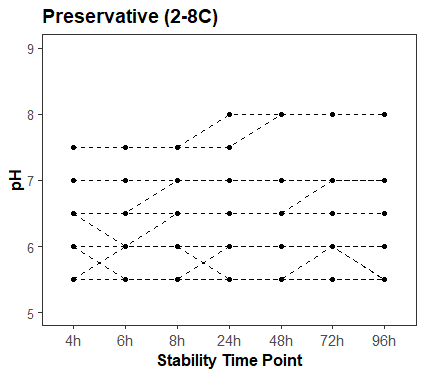 Preservative (2-8C)
9
8
7
6
5
pH
4h 6h 8h 24h 48h 72h 96h
Stability Time Point